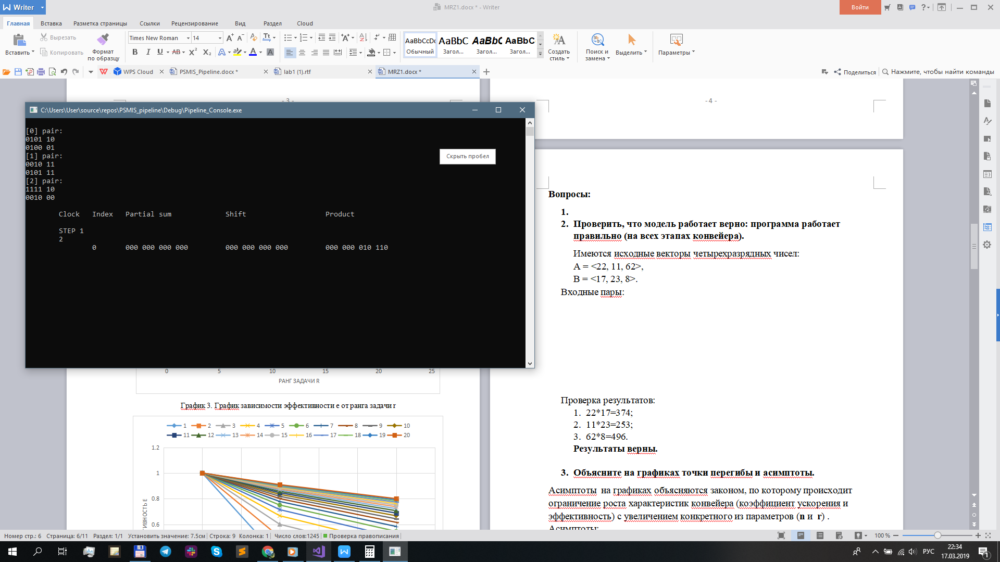 Writer
MRZ1.docx * - Writer
Войти
Главная Вставка Разметка страницы Ссылки Рецензирование Вид Раздел Cloud
Вставить
Вырезать
Копировать
Формат по образцу
Times New Roman 14
AaBbCcDc AaBbC AaBbC AaBbC
Обычный Загол... Загол... Загол...
Создать стиль
Поиск и замена
Выделить
Параметры
WPS Cloud
PSMIS_Pipeline.docx *
lab1 (1).rtf
MRZ1.docx *
Поделиться
Нажмите, чтобы найти команды
- 3 -
- 4 -
C:\Users\User\source\repos\PSMIS_pipeline\Debug\Pipeline_Console.exe
[0] pair:
0101 10
0100 01
[1] pair:
0010 11
0101 11
[2] pair:
1111 10
0010 00
Clock Index Partial sum Shift Product
STEP 1
2
0 000 000 000 000 000 000 000 000 000 000 010 110
Скрыть пробел
0 5 10 15 20 25
РАНГ ЗАДАЧИ R
График 3. График зависимости эффективности e от ранга задачи r
1 2 3 4 5 6 7 8 9 10
11 12 13 14 15 16 17 18 19 20
1.2
1
0.8
0.6
Вопросы:
1.
2. Проверить, что модель работает верно: программа работает
правильно (на всех этапах конвейера).
Имеются исходные векторы четырехразрядных чисел:
A = <22, 11, 62>,
B = <17, 23, 8>.
Входные пары:
Проверка результатов:
1. 22*17=374;
2. 11*23=253;
3. 62*8=496.
Результаты верны.
3. Объясните на графиках точки перегибы и асимптоты.
Асимптоты на графиках объясняются законом, по которому происходит
ограничение роста характеристик конвейера (коэффициент ускорения и
эффективность) с увеличением конкретного из параметров (n и r) .
Асимптоты:
Номер стр.: 6 Страница: 6/11 Раздел: 1/1 Установить значение: 7.5см Строка: 9 Колонка: 1 Число слов:1245 Проверка правописания
100 %
РУС
22:34
17.03.2019